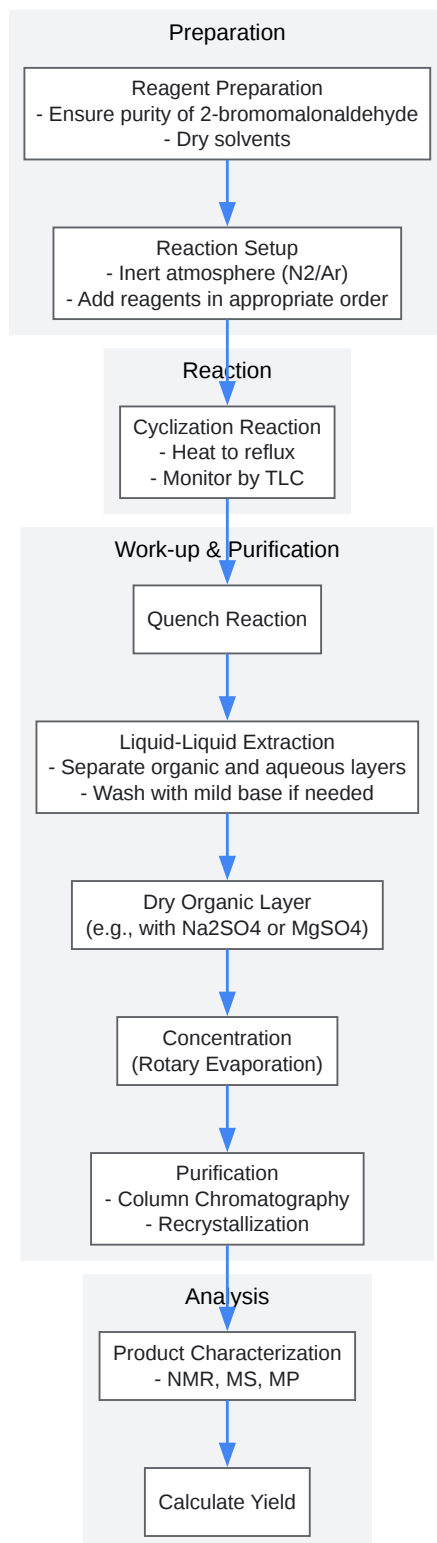 Preparation
Reagent Preparation
- Ensure purity of 2-bromomalonaldehyde
- Dry solvents
Reaction Setup
- Inert atmosphere (N2/Ar)
- Add reagents in appropriate order
Reaction
Cyclization Reaction
- Heat to reflux
- Monitor by TLC
Work-up & Purification
Quench Reaction
Liquid-Liquid Extraction
- Separate organic and aqueous layers
- Wash with mild base if needed
Dry Organic Layer
(e.g., with Na2SO4 or MgSO4)
Concentration
(Rotary Evaporation)
Purification
- Column Chromatography
- Recrystallization
Analysis
Product Characterization
- NMR, MS, MP
Calculate Yield